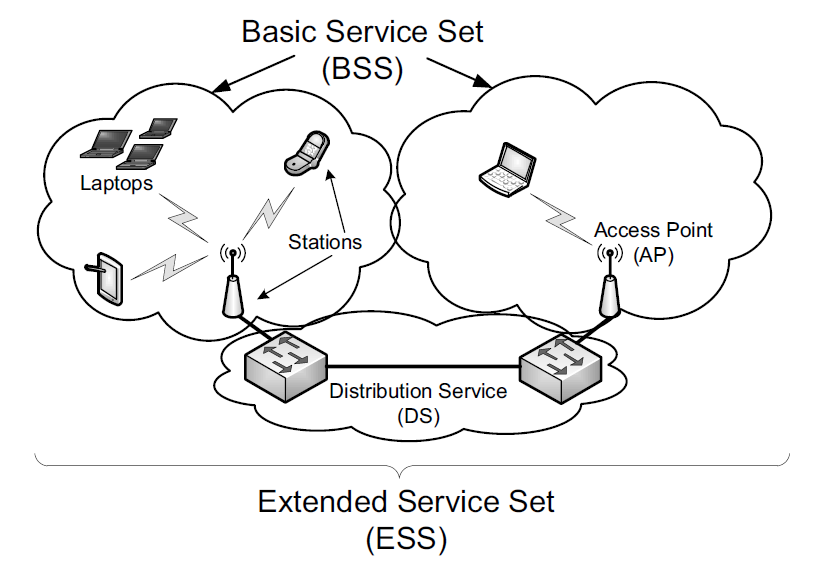 Basic Service Set
(BSS)
Laptops
Stations
Access Point
(AP)
Distribution Service
(DS)
Extended Service Set
(ESS)